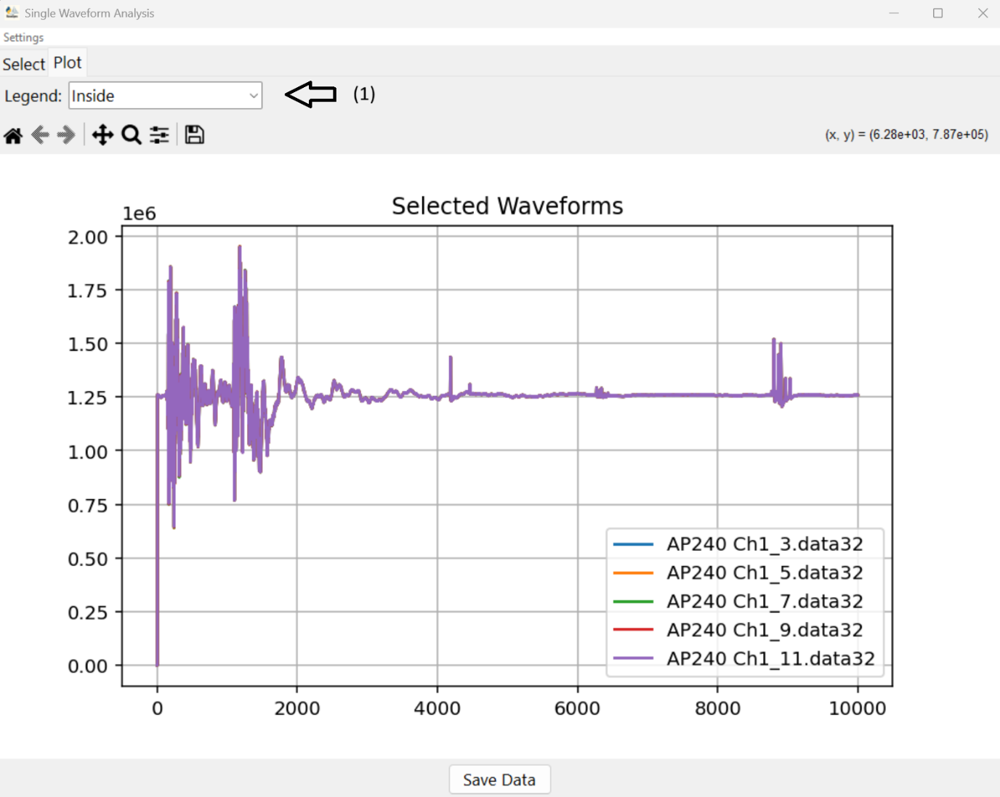 Single Waveform Analysis
Settings
Select Plot
Legend: Inside (1)
(x, y) = (6.28e+03, 7.87e+05)
Selected Waveforms
1e6
2.00
1.75
1.50
1.25
1.00
0.75
0.50
0.25
0.00
AP240 Ch1_3.data32
AP240 Ch1_5.data32
AP240 Ch1_7.data32
AP240 Ch1_9.data32
AP240 Ch1_11.data32
0 2000 4000 6000 8000 10000
Save Data